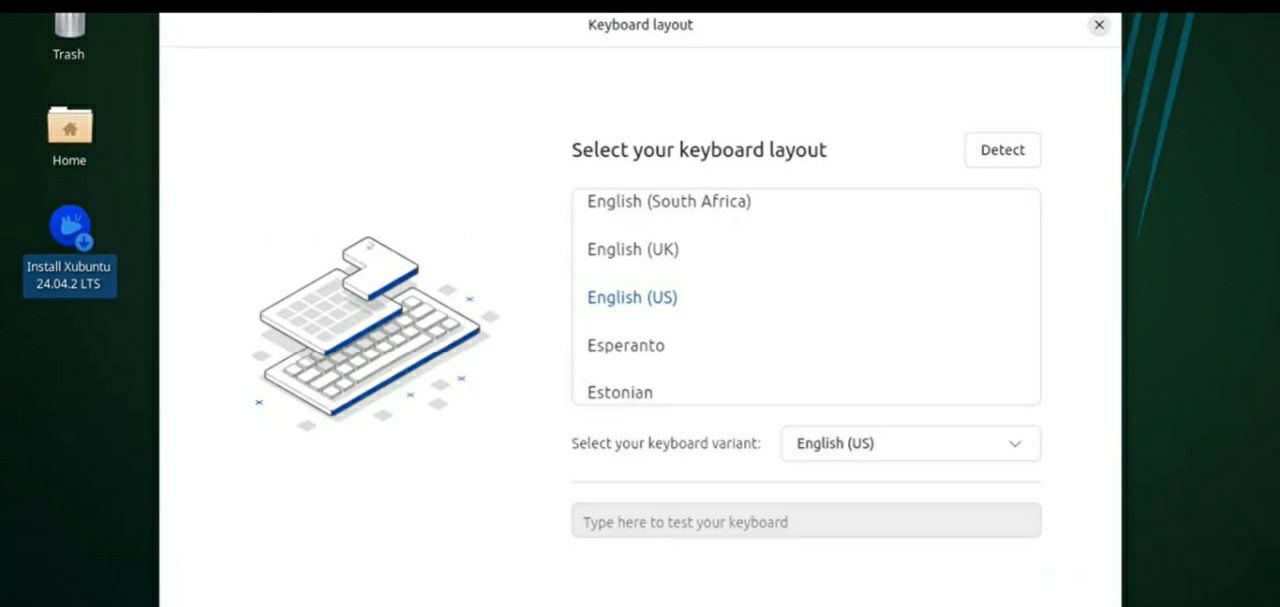 Keyboard layout
Trash
Home
Install Xubuntu
24.04.2 LTS
Select your keyboard layout
Detect
English (South Africa)
English (UK)
English (US)
Esperanto
Estonian
Select your keyboard variant:
English (US)
Type here to test your keyboard